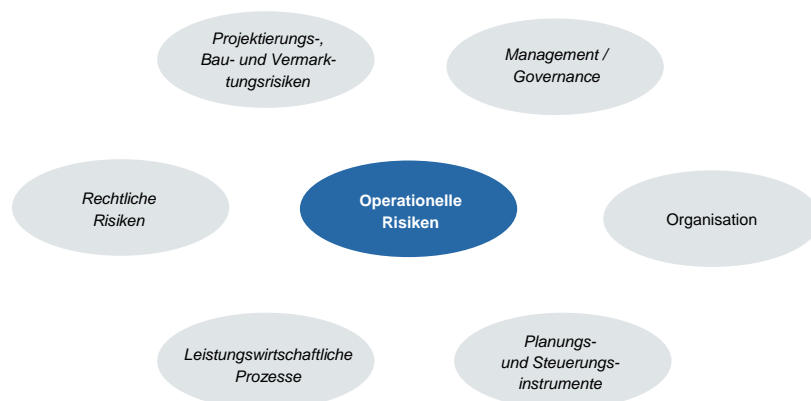 Projektierungs-,
Bau- und Vermark-
tungsrisiken
Management /
Governance
Rechtliche
Risiken
Operationelle
Risiken
Organisation
Leistungswirtschaftliche
Prozesse
Planungs-
und Steuerungs-
instrumente